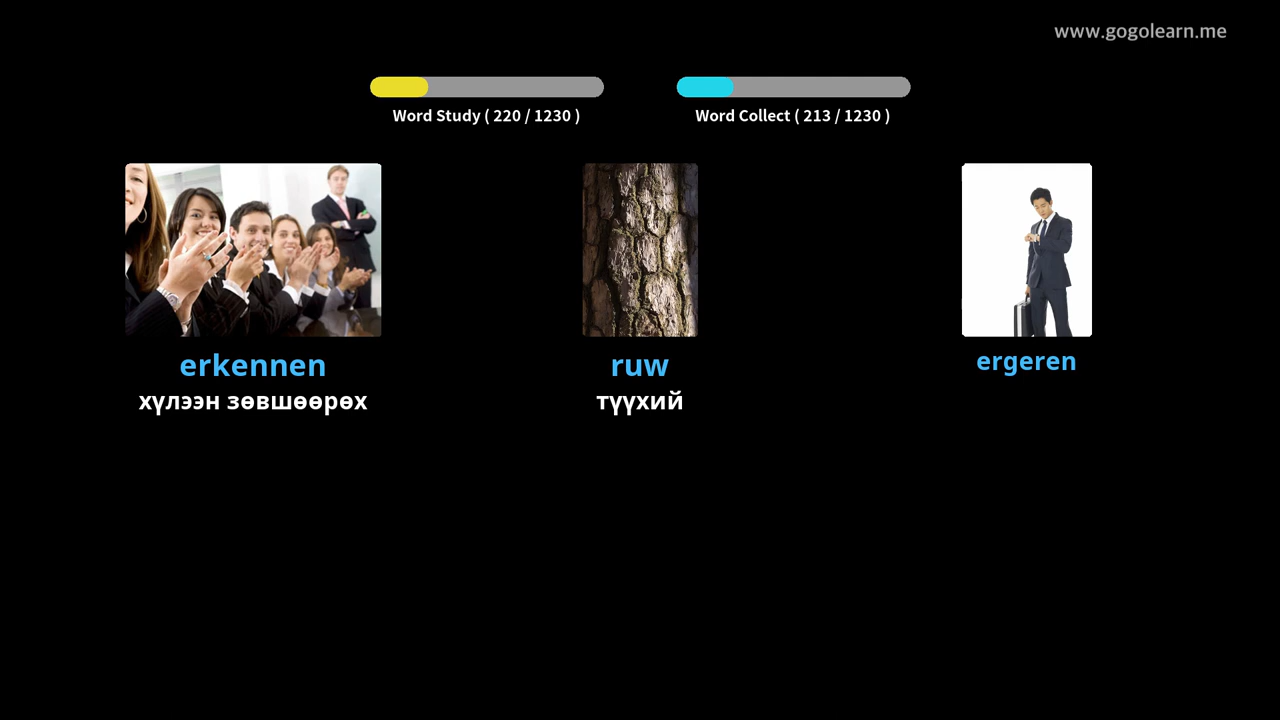 www.gogolearn.me
Word Study ( 220 / 1230 )
Word Collect ( 213 / 1230 )
erkennen
хүлээн зөвшөөрөх
ruw
түүхий
ergeren